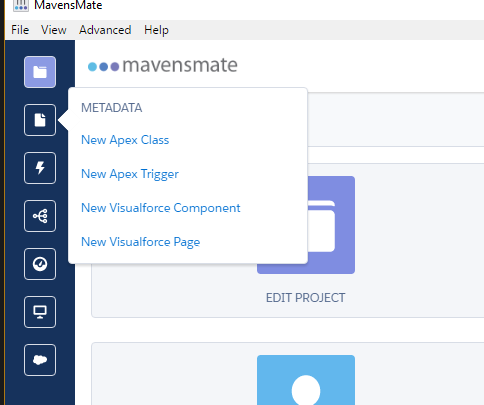 MavensMate
File View Advanced Help
mavensmate
METADATA
New Apex Class
New Apex Trigger
New Visualforce Component
New Visualforce Page
EDIT PROJECT